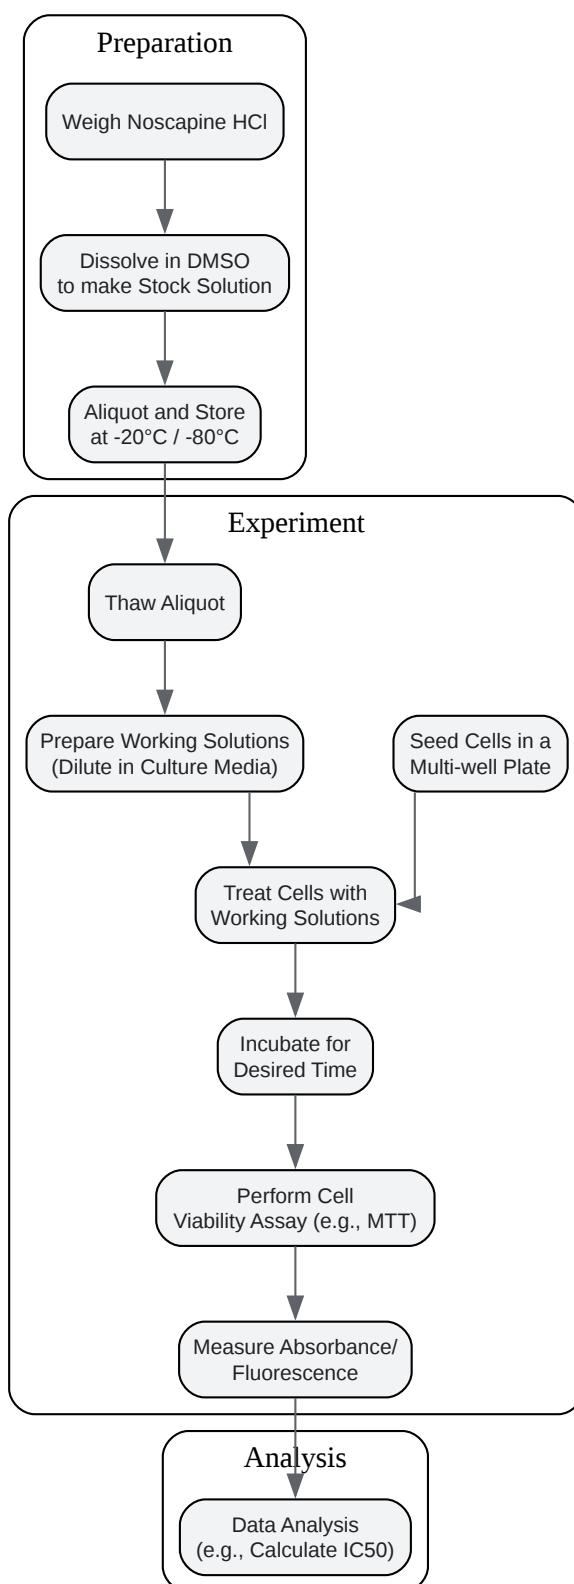 Preparation
Weigh Noscapine HCl
Dissolve in DMSO
to make Stock Solution
Aliquot and Store
at -20°C / -80°C
Experiment
Thaw Aliquot
Prepare Working Solutions
(Dilute in Culture Media)
Seed Cells in a
Multi-well Plate
Treat Cells with
Working Solutions
Incubate for
Desired Time
Perform Cell
Viability Assay (e.g., MTT)
Measure Absorbance/
Fluorescence
Analysis
Data Analysis
(e.g., Calculate IC50)